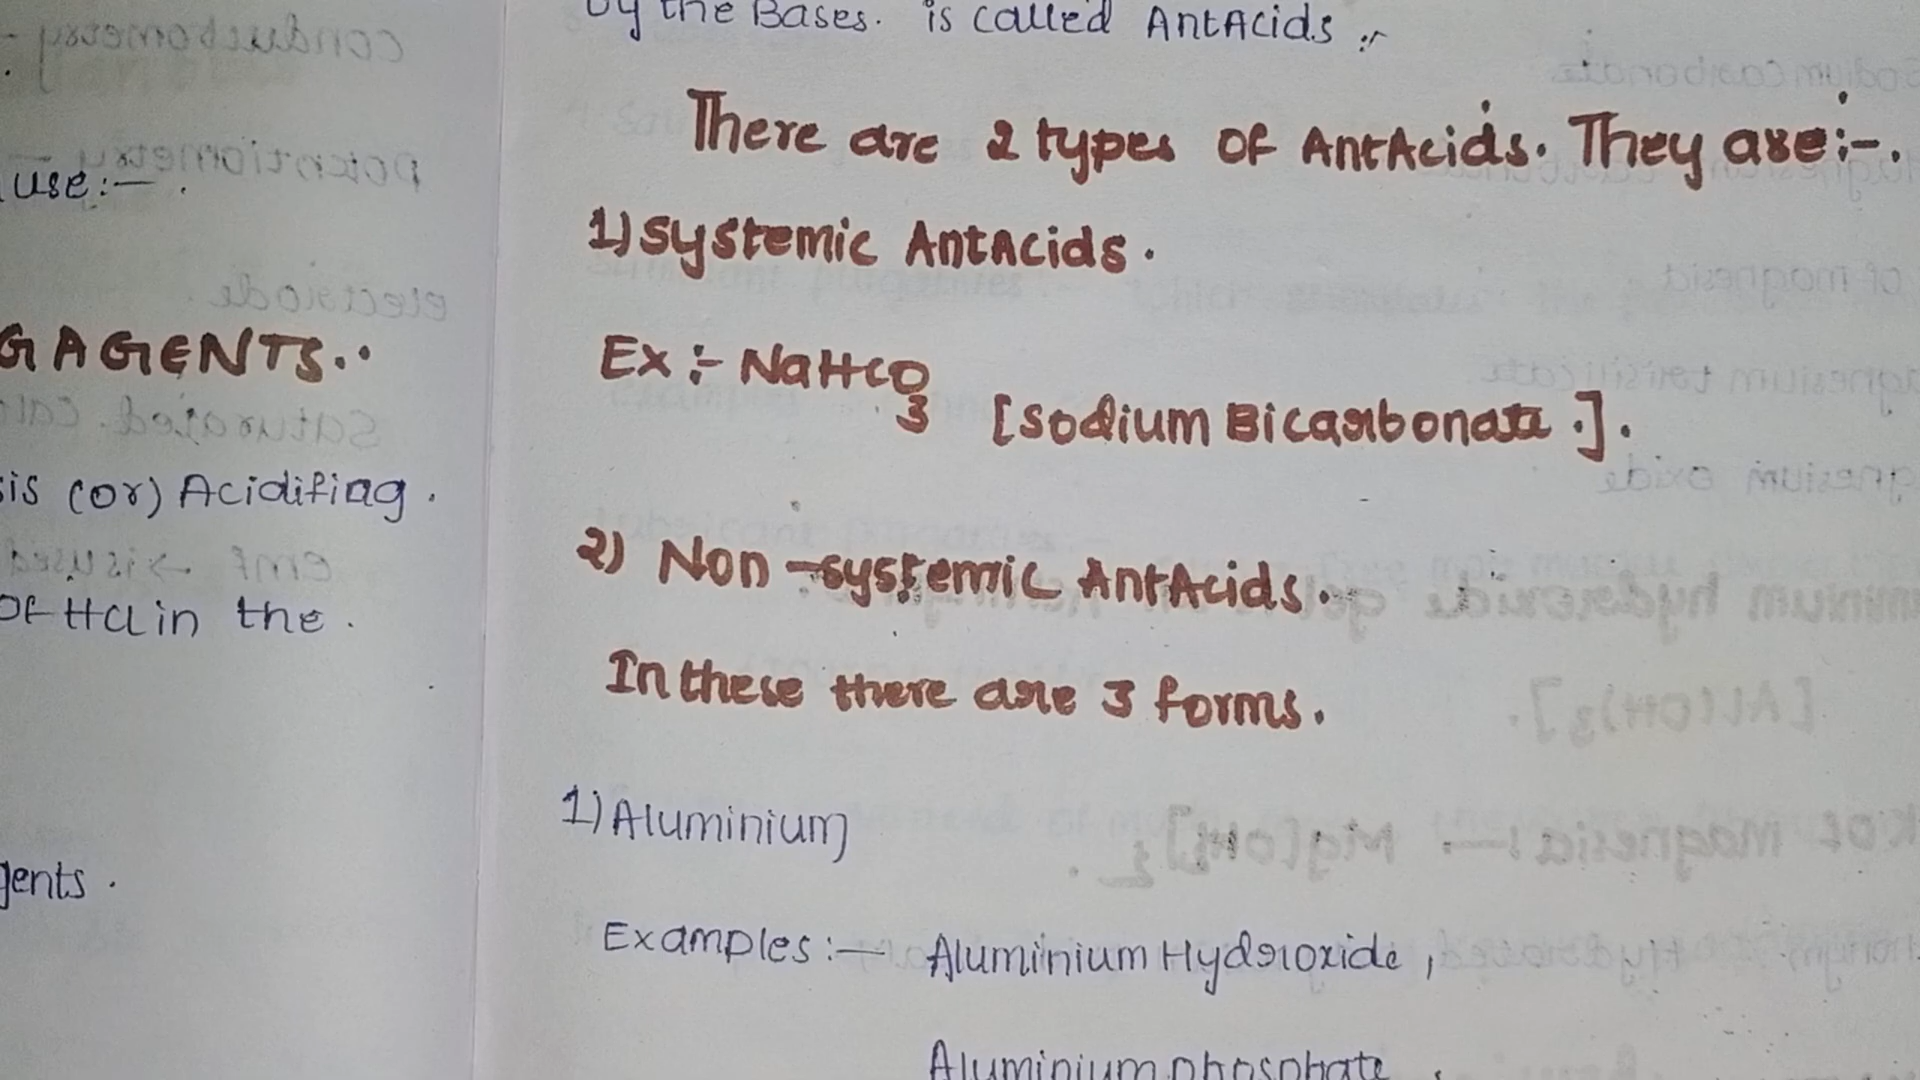 use:- .
GAGENTS..
is (or) Acidifiag .
OF HCl in the .
gents .
by the Bases. is called AntAcids :-
There are 2 types OF AntAcids. They are:-.
1) Systemic AntAcids.
Ex :- NaHCO3 [Sodium Bicarbonate.].
2) Non-systemic AntAcids.
In these there are 3 forms.
1) Aluminium
Examples :- Aluminium Hydroxide,
Aluminium phosphate,